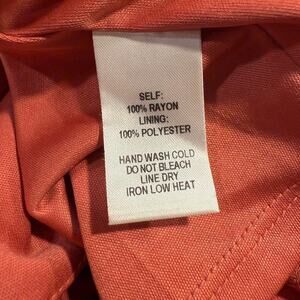 SELF:
100% RAYON
LINING:
100% POLYESTER
HAND WASH COLD
DO NOT BLEACH
LINE DRY
IRON LOW HEAT